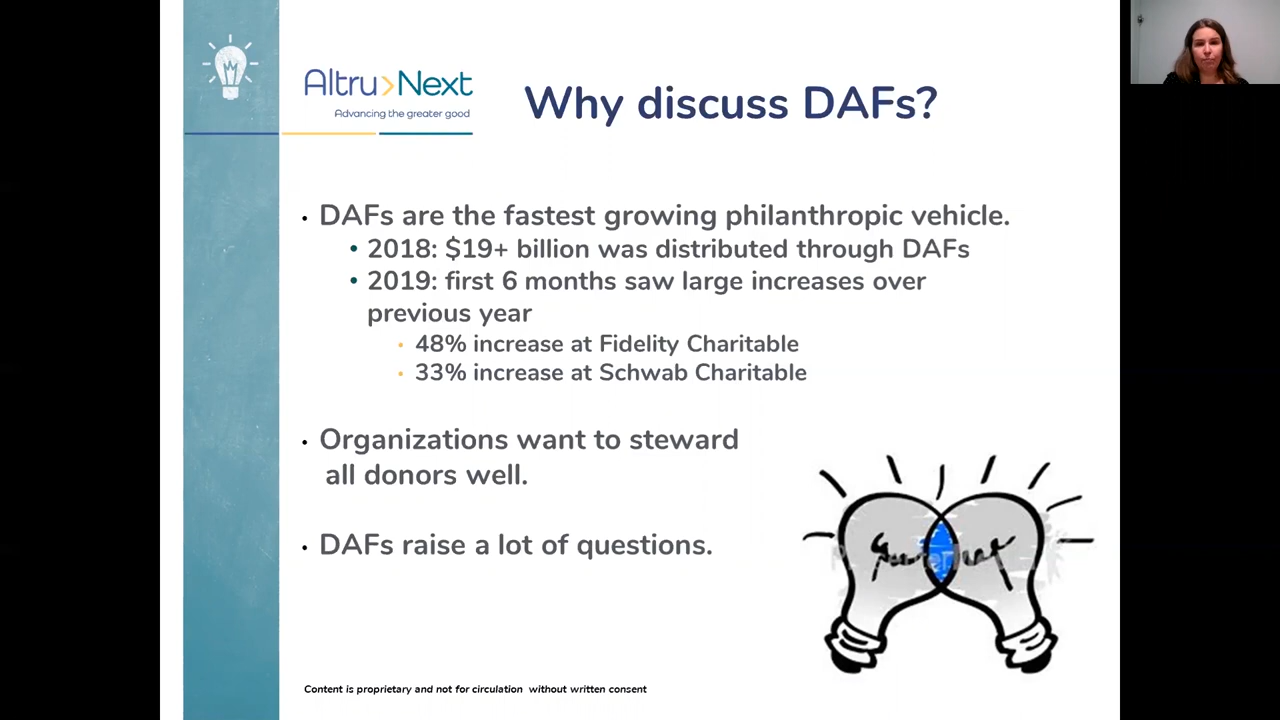 Altru>Next
Advancing the greater good
Why discuss DAFs?
• DAFs are the fastest growing philanthropic vehicle.
• 2018: $19+ billion was distributed through DAFs
• 2019: first 6 months saw large increases over
previous year
• 48% increase at Fidelity Charitable
• 33% increase at Schwab Charitable
• Organizations want to steward
all donors well.
• DAFs raise a lot of questions.
Content is proprietary and not for circulation without written consent